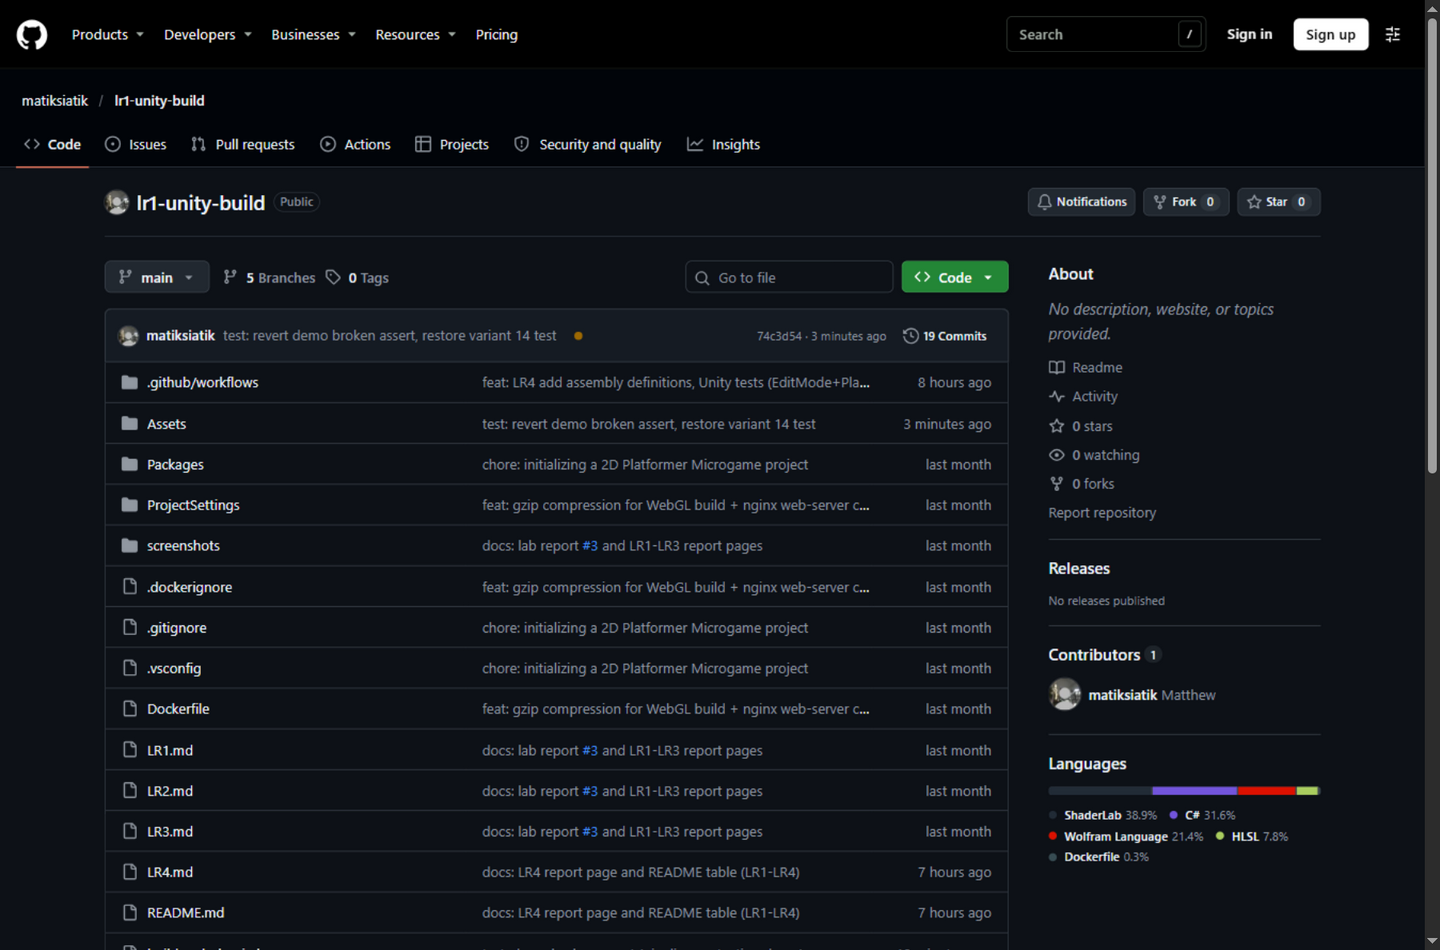 Products Developers Businesses Resources Pricing Search / Sign in Sign up
matiksiatik / lr1-unity-build
Code Issues Pull requests Actions Projects Security and quality Insights
lr1-unity-build Public Notifications Fork 0 Star 0
main 5 Branches 0 Tags Go to file Code
matiksiatik test: revert demo broken assert, restore variant 14 test 74c3d54 · 3 minutes ago 19 Commits
.github/workflows feat: LR4 add assembly definitions, Unity tests (EditMode+Pla... 8 hours ago
Assets test: revert demo broken assert, restore variant 14 test 3 minutes ago
Packages chore: initializing a 2D Platformer Microgame project last month
ProjectSettings feat: gzip compression for WebGL build + nginx web-server c... last month
screenshots docs: lab report #3 and LR1-LR3 report pages last month
.dockerignore feat: gzip compression for WebGL build + nginx web-server c... last month
.gitignore chore: initializing a 2D Platformer Microgame project last month
.vsconfig chore: initializing a 2D Platformer Microgame project last month
Dockerfile feat: gzip compression for WebGL build + nginx web-server c... last month
LR1.md docs: lab report #3 and LR1-LR3 report pages last month
LR2.md docs: lab report #3 and LR1-LR3 report pages last month
LR3.md docs: lab report #3 and LR1-LR3 report pages last month
LR4.md docs: LR4 report page and README table (LR1-LR4) 7 hours ago
README.md docs: LR4 report page and README table (LR1-LR4) 7 hours ago
About
No description, website, or topics
provided.
Readme
Activity
0 stars
0 watching
0 forks
Report repository
Releases
No releases published
Contributors 1
matiksiatik Matthew
Languages
ShaderLab 38.9% C# 31.6%
Wolfram Language 21.4% HLSL 7.8%
Dockerfile 0.3%